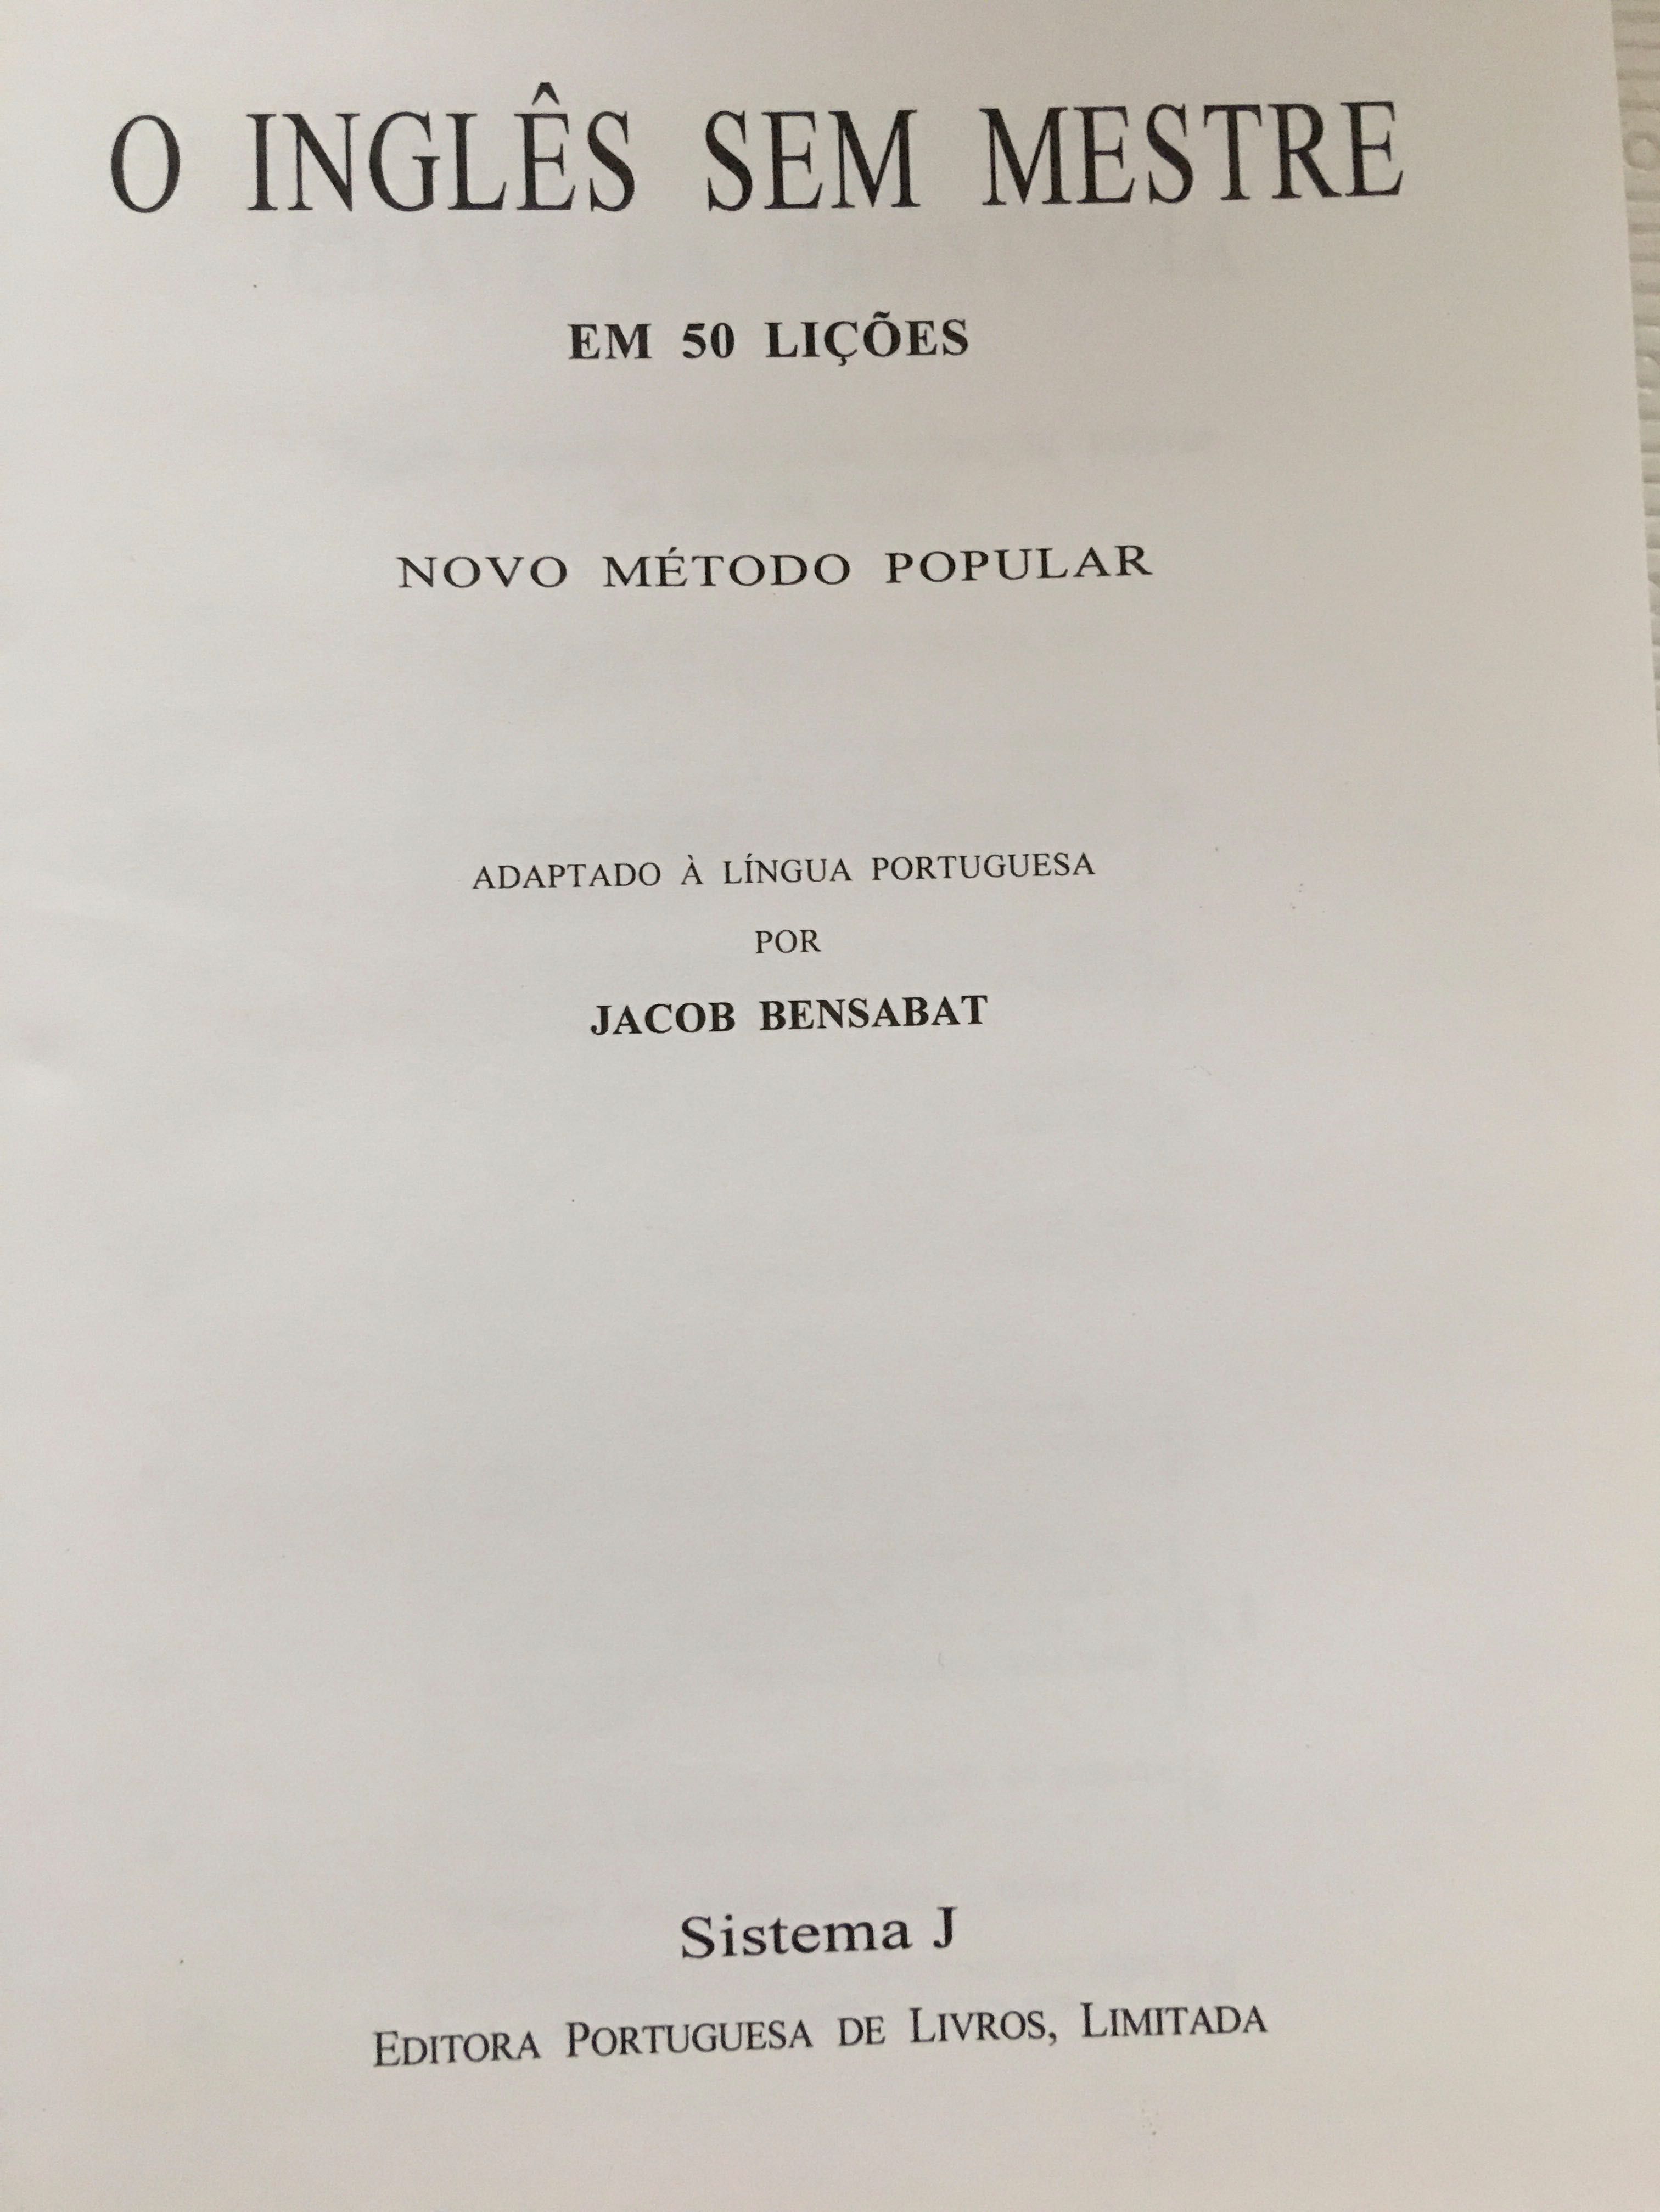 O INGLÊS SEM MESTRE
EM 50 LIÇÕES
NOVO MÉTODO POPULAR
ADAPTADO À LÍNGUA PORTUGUESA
POR
JACOB BENSABAT
Sistema J
EDITORA PORTUGUESA DE LIVROS, LIMITADA